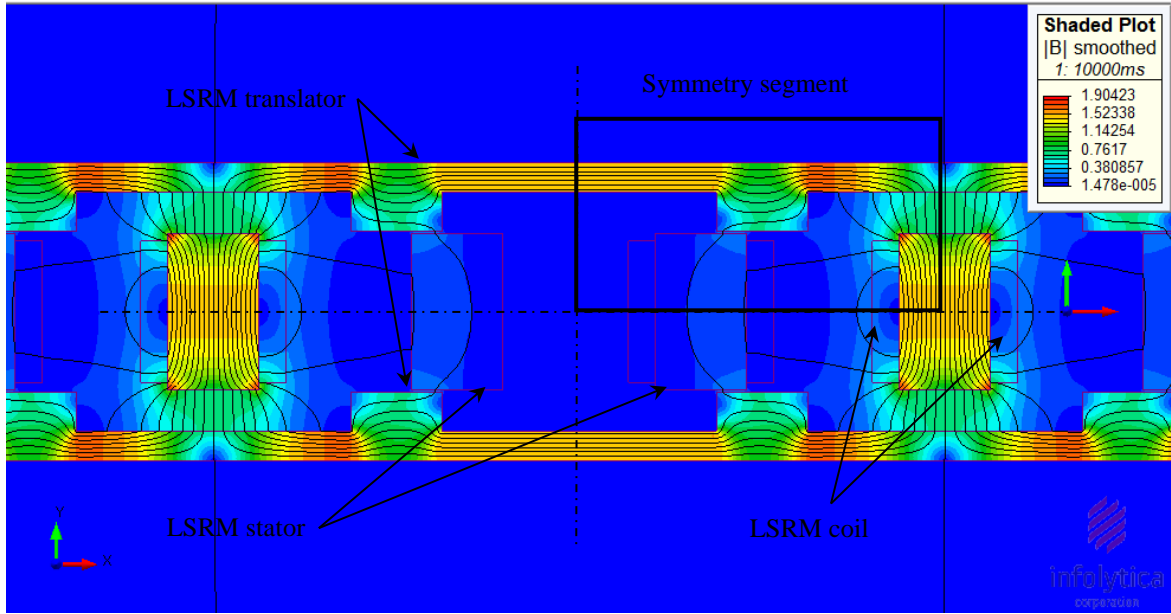 Shaded Plot
|B| smoothed
1: 10000ms
1.90423
1.52338
1.14254
0.7617
0.380857
1.478e-005
Symmetry segment
LSRM translator
LSRM stator
LSRM coil
Y
X
infolytica
corporation